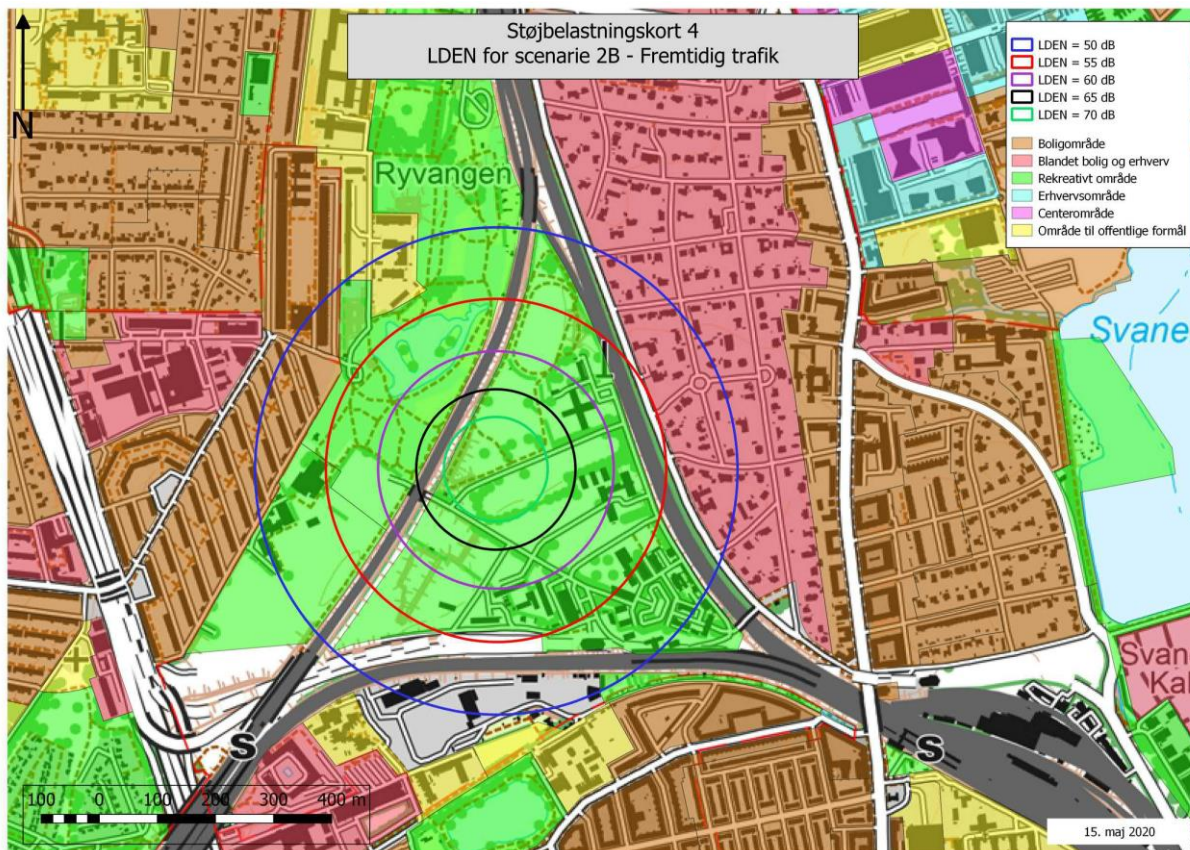 Støjbelastningskort 4
LDEN for scenarie 2B - Fremtidig trafik
N
LDEN = 50 dB
LDEN = 55 dB
LDEN = 60 dB
LDEN = 65 dB
LDEN = 70 dB
Boligområde
Blandet bolig og erhverv
Rekreativt område
Erhvervsområde
Centerområde
Område til offentlige formål
Ryvangen
Svane
Svan
Kal
S
S
100 0 100 200 300 400 m
15. maj 2020